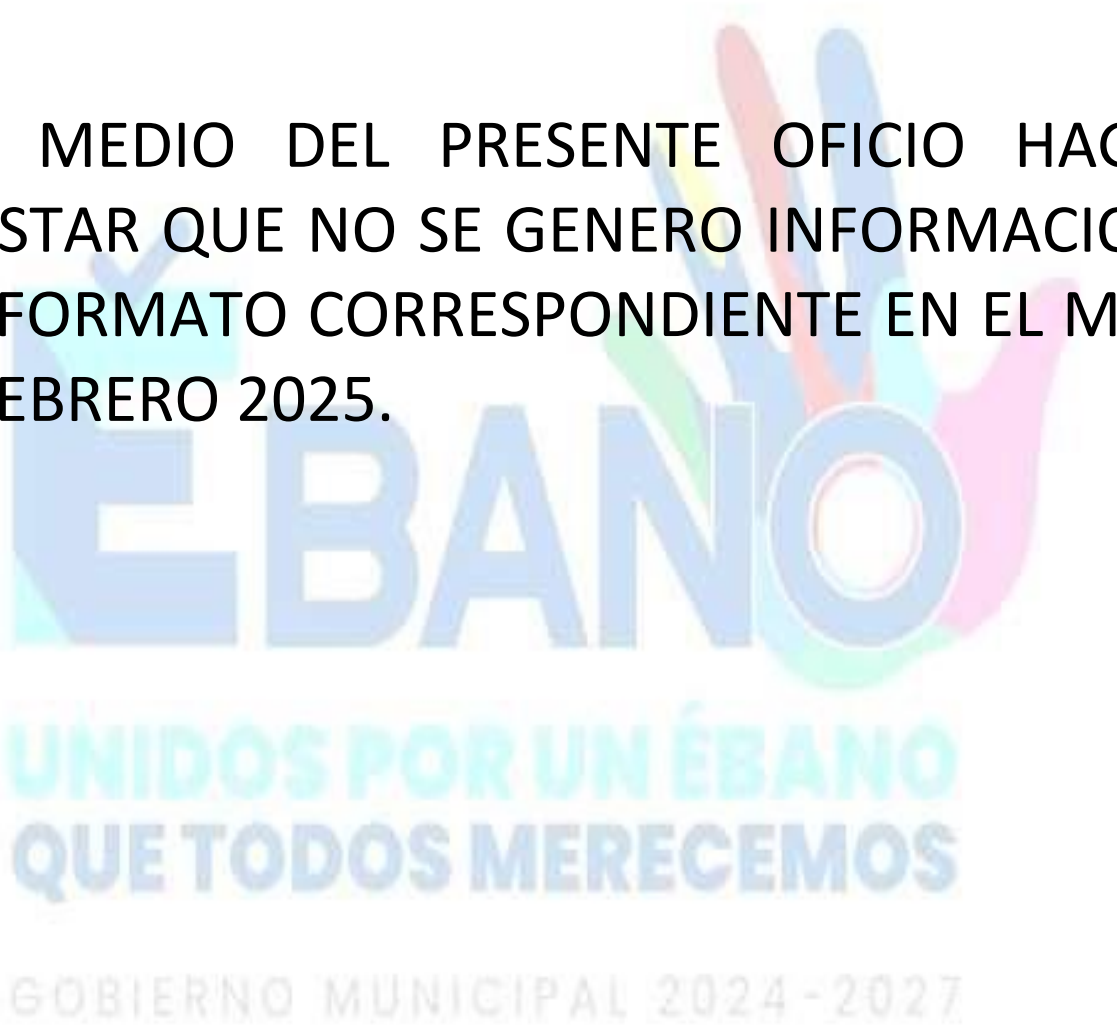 MEDIO DEL PRESENTE OFICIO HAC
STAR QUE NO SE GENERO INFORMACIO
FORMATO CORRESPONDIENTE EN EL M
EBRERO 2025.
ÉBANO
UNIDOS POR UN ÉBANO
QUE TODOS MERECEMOS
GOBIERNO MUNICIPAL 2024-2027